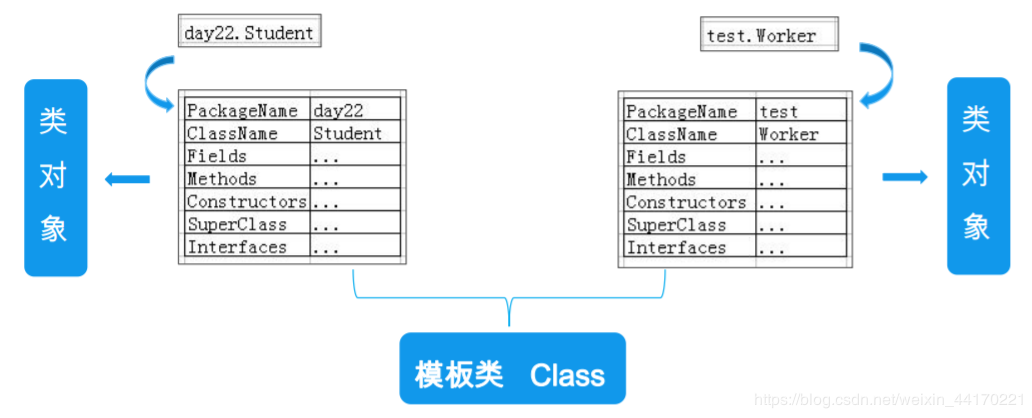 day22.Student
test.Worker
类
对
象
PackageName day22
ClassName Student
Fields ...
Methods ...
Constructors ...
SuperClass ...
Interfaces ...
PackageName test
ClassName Worker
Fields ...
Methods ...
Constructors ...
SuperClass ...
Interfaces ...
类
对
象
模板类 Class
https://blog.csdn.net/weixin_44170221